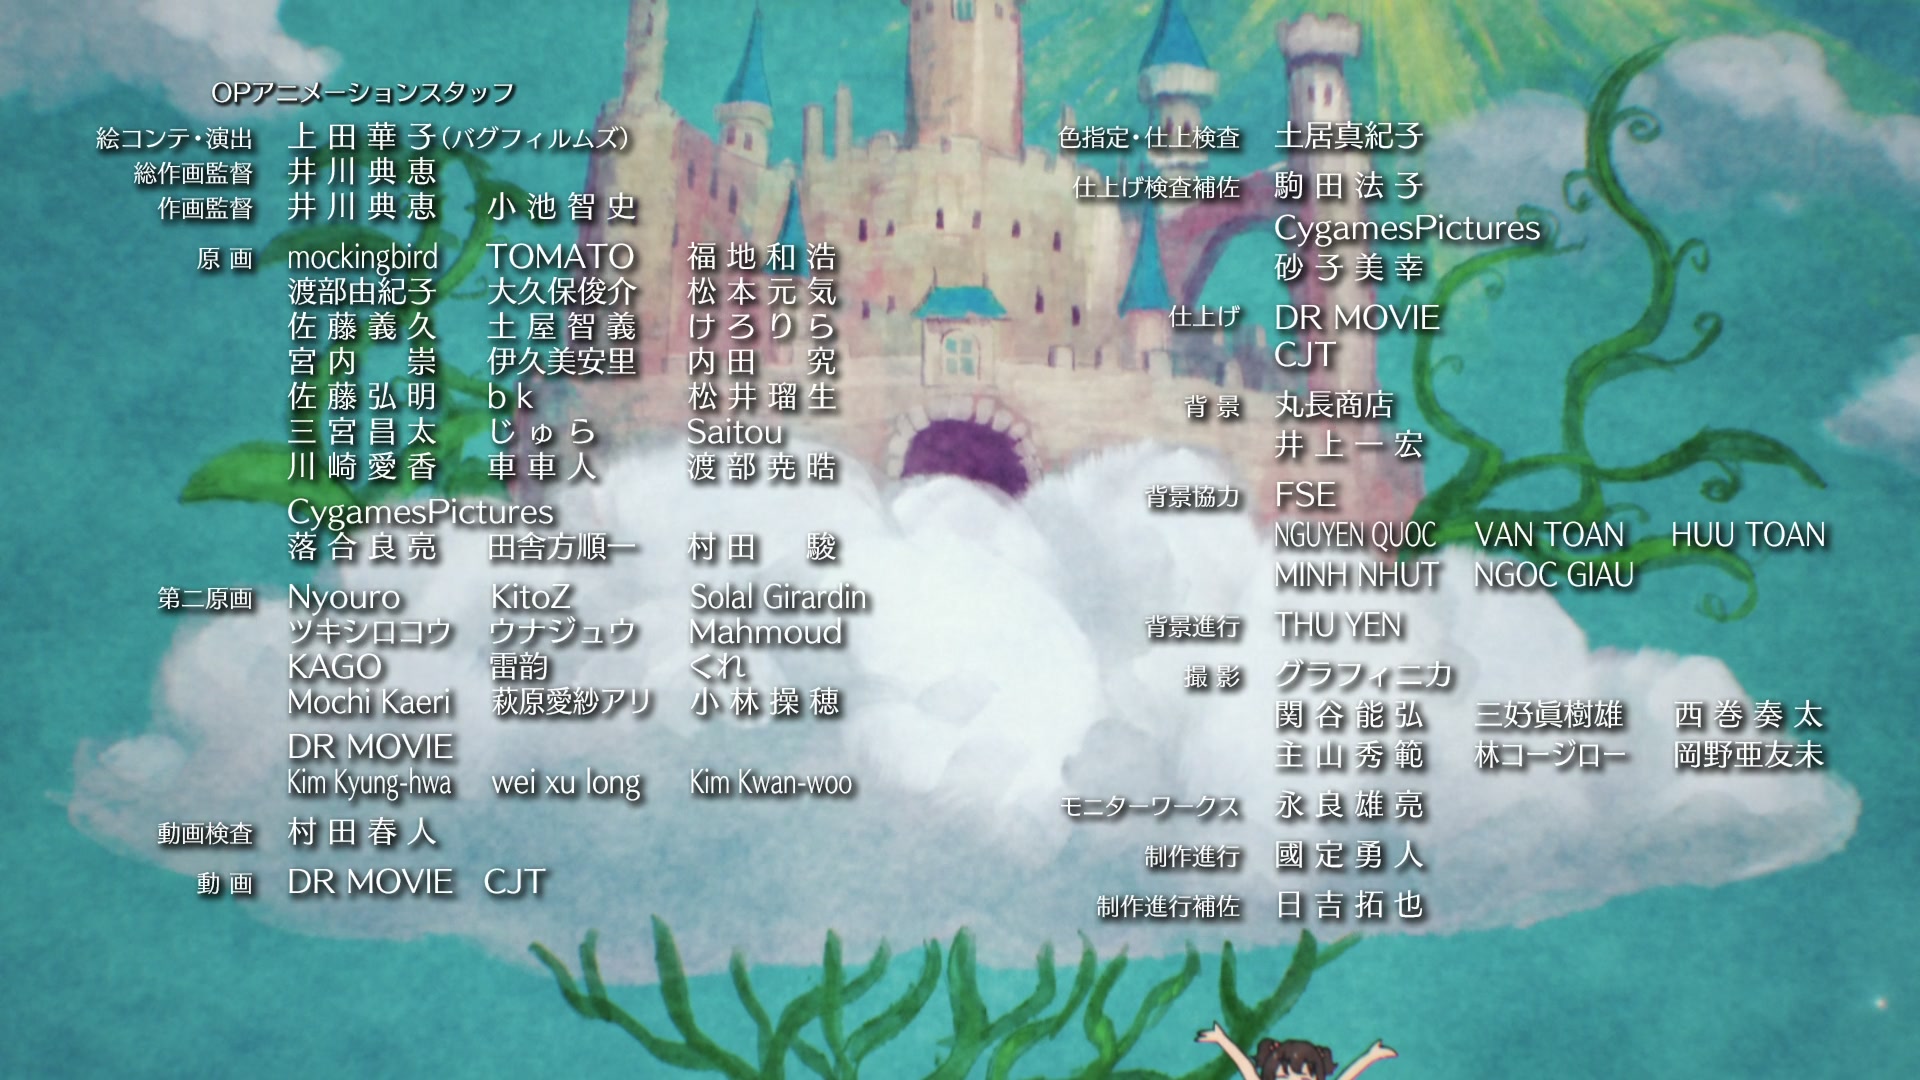 OPアニメーションスタッフ
絵コンテ・演出 上田華子(バグフィルムズ)
総作画監督 井川典恵
作画監督 井川典恵 小池智史
原画 mockingbird TOMATO 福地和浩
渡部由紀子 大久保俊介 松本元気
佐藤義久 土屋智義 けろりら
宮内崇 伊久美安里 内田究
佐藤弘明 bk 松井瑠生
三宮昌太 じゅら Saitou
川崎愛香 車車人 渡部尭晧
CygamesPictures
落合良亮 田舎方順一 村田駿
第二原画 Nyouro KitoZ Solal Girardin
ツキシロコウ ウナジュウ Mahmoud
KAGO 雷韵 くれ
Mochi Kaeri 萩原愛紗アリ 小林操穂
DR MOVIE
Kim Kyung-hwa wei xu long Kim Kwan-woo
動画検査 村田春人
動画 DR MOVIE CJT
色指定・仕上検査 土居真紀子
仕上げ検査補佐 駒田法子
CygamesPictures
砂子美幸
仕上げ DR MOVIE
CJT
背景 丸長商店
井上一宏
背景協力 FSE
NGUYEN QUOC VAN TOAN HUU TOAN
MINH NHUT NGOC GIAU
背景進行 THU YEN
撮影 グラフィニカ
関谷能弘 三好眞樹雄 西巻奏太
主山秀範 林コージロー 岡野亜友未
モニターワークス 永良雄亮
制作進行 國定勇人
制作進行補佐 日吉拓也